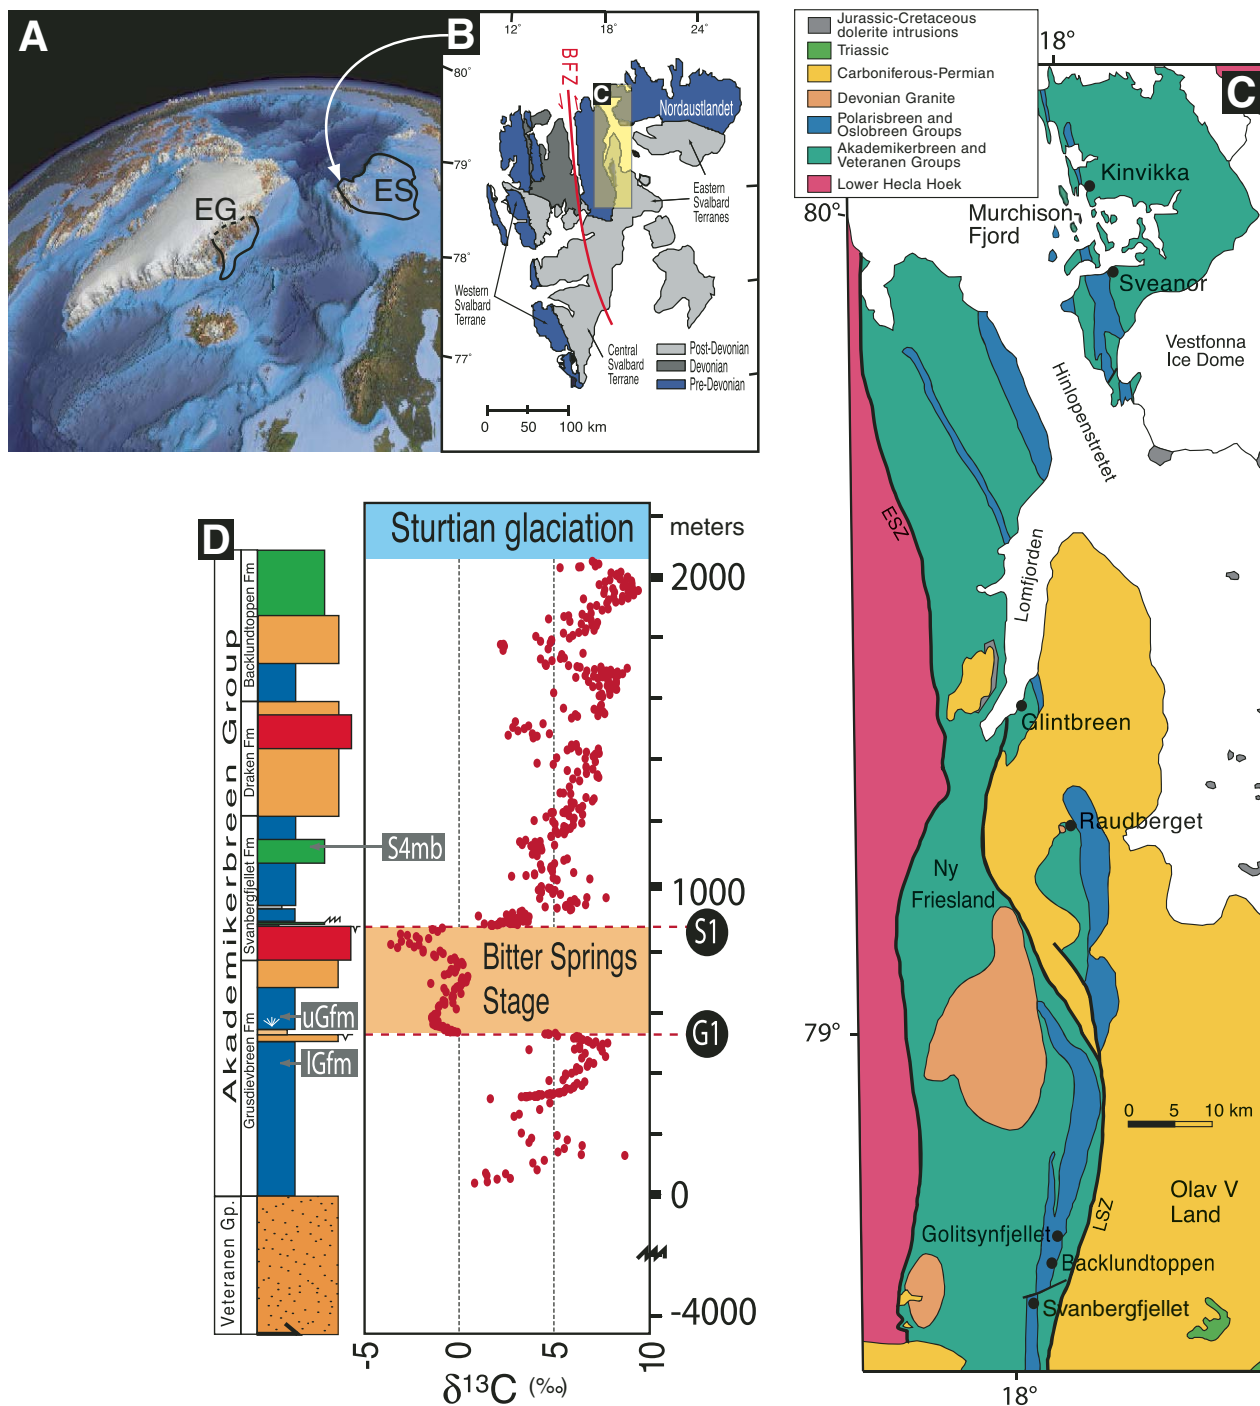 A
EG
ES
B
12°
18°
24°
80°
79°
78°
77°
BFZ
C
Nordaustlandet
Eastern
Svalbard
Terranes
Western
Svalbard
Terrane
Central
Svalbard
Terrane
Post-Devonian
Devonian
Pre-Devonian
0 50 100 km
Jurassic-Cretaceous
dolerite intrusions
Triassic
Carboniferous-Permian
Devonian Granite
Polarisbreen and
Oslobreen Groups
Akademikerbreen and
Veteranen Groups
Lower Hecla Hoek
18°
C
80°
Kinvikka
Murchison-
Fjord
Sveanor
Vestfonna
Ice Dome
Hinlopenstretet
ESZ
Lomfjorden
Glintbreen
Raudberget
Ny
Friesland
79°
0 5 10 km
Olav V
Land
LSZ
Golitsynfjellet
Backlundtoppen
Svanbergfjellet
18°
D
Akademikerbreen Group
Veteranen Gp.
Backlundtoppen Fm
Draken Fm
Svanbergfjellet Fm
Grusdievbreen Fm
S4mb
uGfm
lGfm
Sturtian glaciation
meters
2000
1000
S1
Bitter Springs
Stage
G1
0
-4000
-5 0 5 10
δ13C (‰)